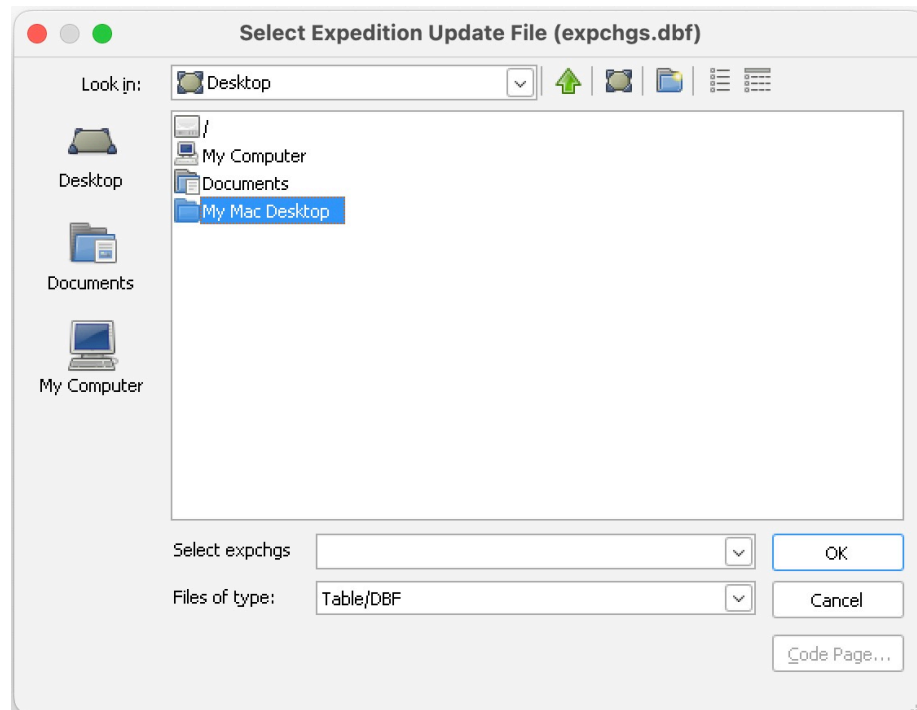 Select Expedition Update File (expchgs.dbf)
Look in:
Desktop
/
My Computer
Documents
My Mac Desktop
Desktop
Documents
My Computer
Select expchgs
OK
Files of type:
Table/DBF
Cancel
Code Page...